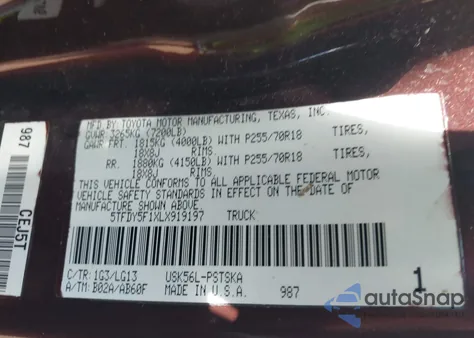 MFD BY: TOYOTA MOTOR MANUFACTURING, TEXAS, INC.
GVWR 3265KG (7200LB)
GAWR FRT. 1815KG (4000LB) WITH P255/70R18 TIRES,
18X8J RIMS
RR. 1880KG (4150LB) WITH P255/70R18 TIRES,
18X8J RIMS
THIS VEHICLE CONFORMS TO ALL APPLICABLE FEDERAL MOTOR
VEHICLE SAFETY STANDARDS IN EFFECT ON THE DATE OF
MANUFACTURE SHOWN ABOVE.
5TFDY5F1XLX919197 TRUCK
C/TR: 1G3/LG13 USK56L-PSTSKA
A/TM: B02A/AB60F MADE IN U.S.A. 987 1
987
CEJ5T
autoSnap